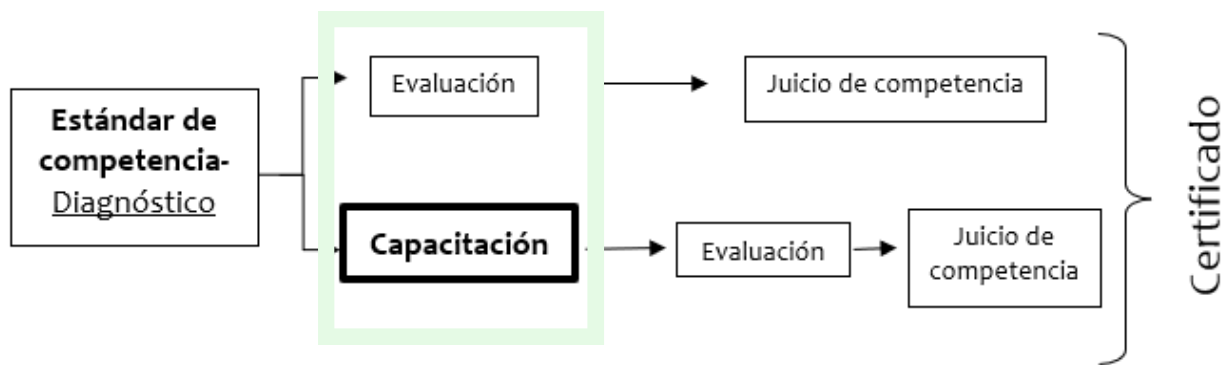 Estándar de
competencia-
Diagnóstico
Evaluación
Juicio de competencia
Capacitación
Evaluación
Juicio de
competencia
Certificado